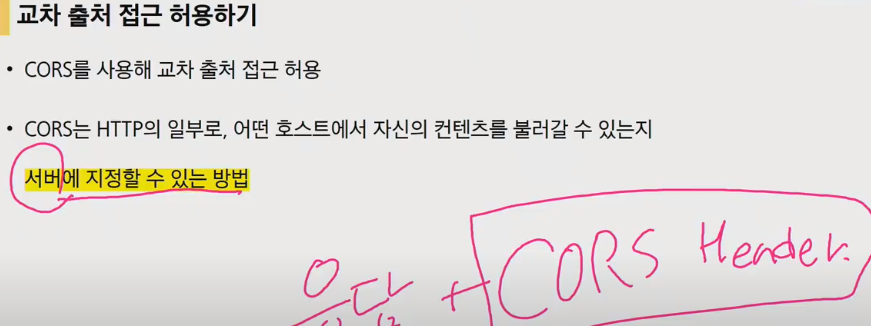 교차 출처 접근 허용하기
• CORS를 사용해 교차 출처 접근 허용
• CORS는 HTTP의 일부로, 어떤 호스트에서 자신의 컨텐츠를 불러갈 수 있는지
서버에 지정할 수 있는 방법
+ CORS Header.